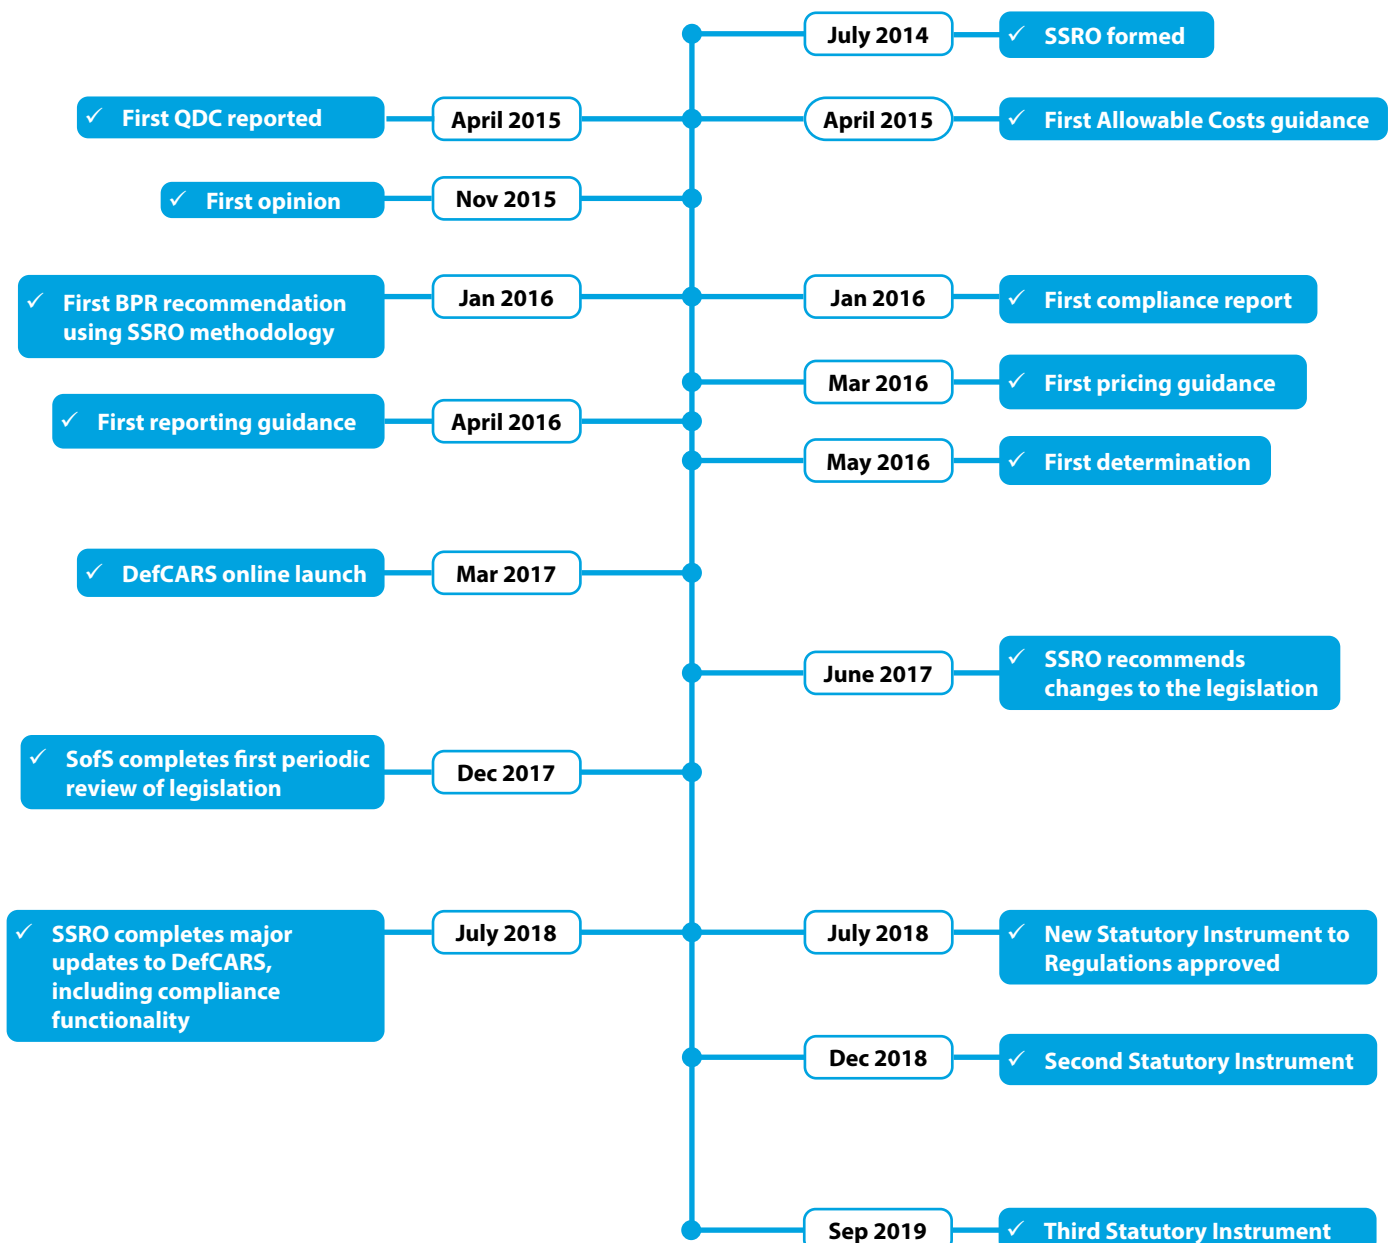 July 2014
✓ SSRO formed
✓ First QDC reported
April 2015
April 2015
✓ First Allowable Costs guidance
✓ First opinion
Nov 2015
✓ First BPR recommendation
using SSRO methodology
Jan 2016
Jan 2016
✓ First compliance report
Mar 2016
✓ First pricing guidance
✓ First reporting guidance
April 2016
May 2016
✓ First determination
✓ DefCARS online launch
Mar 2017
June 2017
✓ SSRO recommends
changes to the legislation
✓ SofS completes first periodic
review of legislation
Dec 2017
✓ SSRO completes major
updates to DefCARS,
including compliance
functionality
July 2018
July 2018
✓ New Statutory Instrument to
Regulations approved
Dec 2018
✓ Second Statutory Instrument
Sep 2019
✓ Third Statutory Instrument